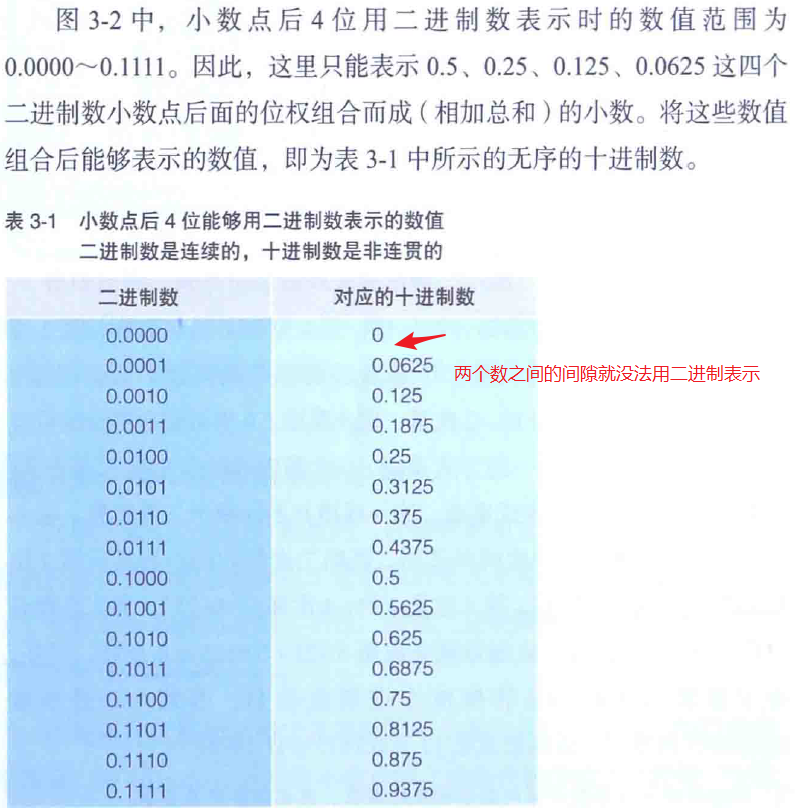 图 3-2 中，小数点后 4 位用二进制数表示时的数值范围为
0.0000～0.1111。因此，这里只能表示 0.5、0.25、0.125、0.0625 这四个
二进制数小数点后面的位权组合而成（相加总和）的小数。将这些数值
组合后能够表示的数值，即为表 3-1 中所示的无序的十进制数。
表 3-1 小数点后 4 位能够用二进制数表示的数值
二进制数是连续的，十进制数是非连贯的
二进制数 对应的十进制数
0.0000 0
0.0001 0.0625
两个数之间的间隙就没法用二进制表示
0.0010 0.125
0.0011 0.1875
0.0100 0.25
0.0101 0.3125
0.0110 0.375
0.0111 0.4375
0.1000 0.5
0.1001 0.5625
0.1010 0.625
0.1011 0.6875
0.1100 0.75
0.1101 0.8125
0.1110 0.875
0.1111 0.9375